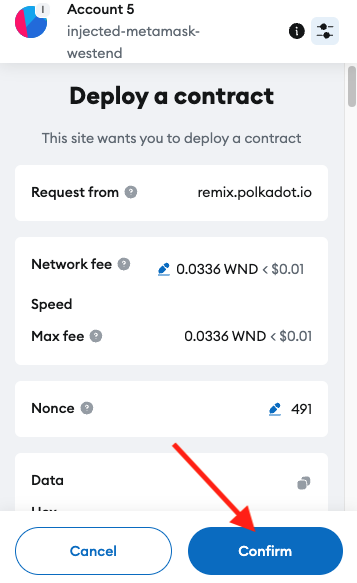 I
Account 5
injected-metamask-
westend
i
Deploy a contract
This site wants you to deploy a contract
Request from ? remix.polkadot.io
Network fee ? 0.0336 WND < $0.01
Speed
Max fee ? 0.0336 WND < $0.01
Nonce ? 491
Data
Hex
Cancel Confirm